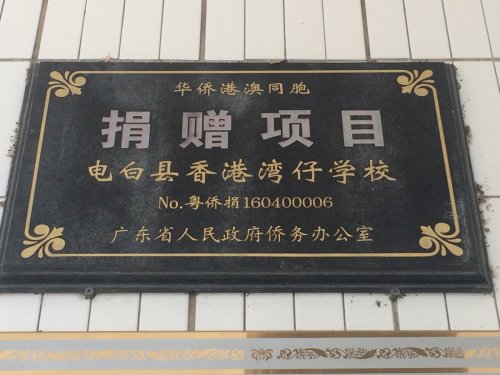 华侨港澳同胞
捐赠项目
电白县香港湾仔学校
No.粤侨捐160400006
广东省人民政府侨务办公室